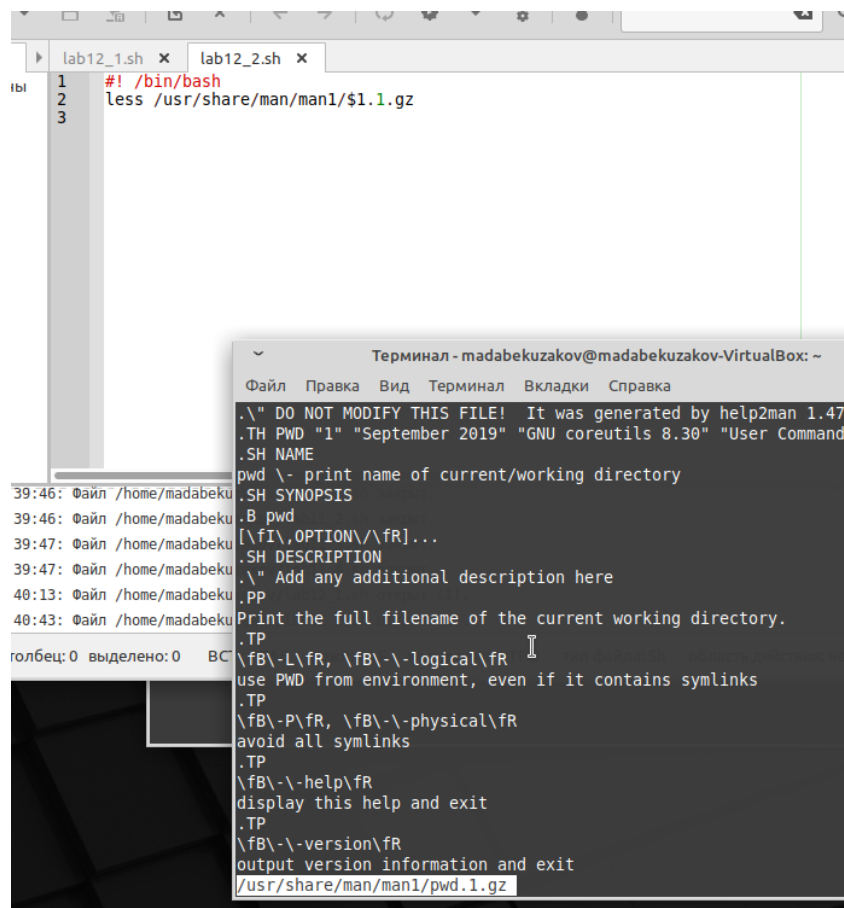 lab12_1.sh
lab12_2.sh
ны
1 #! /bin/bash
2 less /usr/share/man/man1/$1.1.gz
3
39:46: Файл /home/madabeku
39:46: Файл /home/madabeku
39:47: Файл /home/madabeku
39:47: Файл /home/madabeku
40:13: Файл /home/madabeku
40:43: Файл /home/madabeku
толбец: 0 выделено: 0 ВС
Терминал - madabekuzakov@madabekuzakov-VirtualBox: ~
Файл Правка Вид Терминал Вкладки Справка
.\" DO NOT MODIFY THIS FILE! It was generated by help2man 1.47
.TH PWD "1" "September 2019" "GNU coreutils 8.30" "User Command
.SH NAME
pwd \- print name of current/working directory
.SH SYNOPSIS
.B pwd
[\fI\,OPTION\/\fR]...
.SH DESCRIPTION
.\" Add any additional description here
.PP
Print the full filename of the current working directory.
.TP
\fB\-L\fR, \fB\-\-logical\fR
use PWD from environment, even if it contains symlinks
.TP
\fB\-P\fR, \fB\-\-physical\fR
avoid all symlinks
.TP
\fB\-\-help\fR
display this help and exit
.TP
\fB\-\-version\fR
output version information and exit
/usr/share/man/man1/pwd.1.gz